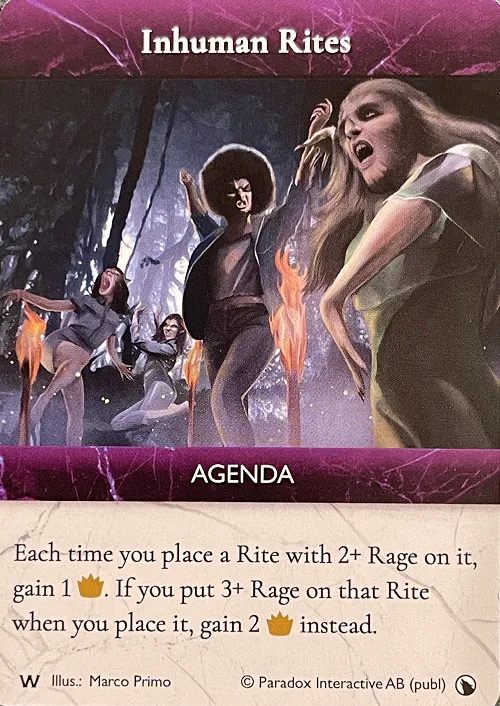 Inhuman Rites
AGENDA
Each time you place a Rite with 2+ Rage on it,
gain 1 . If you put 3+ Rage on that Rite
when you place it, gain 2 instead.
W Illus.: Marco Primo © Paradox Interactive AB (publ)